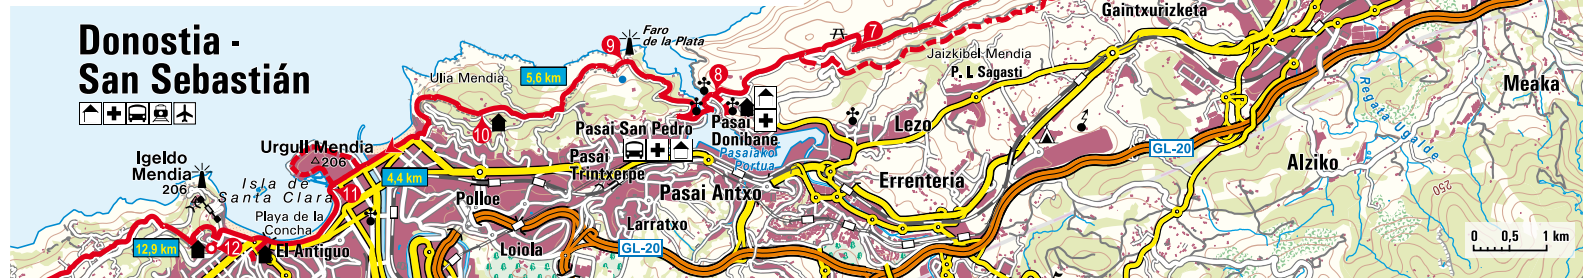 Donostia -
San Sebastián
Gaintxurizketa
Faro
de la Plata
9
7
Jaizkibel Mendia
P. I. Sagasti
Ulia Mendia
5,6 km
8
Meaka
Regata Ugalde
10
Pasai San Pedro
Pasai
Donibane
Lezo
GL-20
Alziko
Urgull Mendia
206
Igeldo
Mendia
206
Isla de
Santa Clara
11
4,4 km
Pasai
Trintxerpe
Pasaiako
Portua
Errenteria
250
Polloe
Pasai Antxo
Playa de la
Concha
Larratxo
12,9 km
12
El Antiguo
Loiola
GL-20
0 0,5 1 km